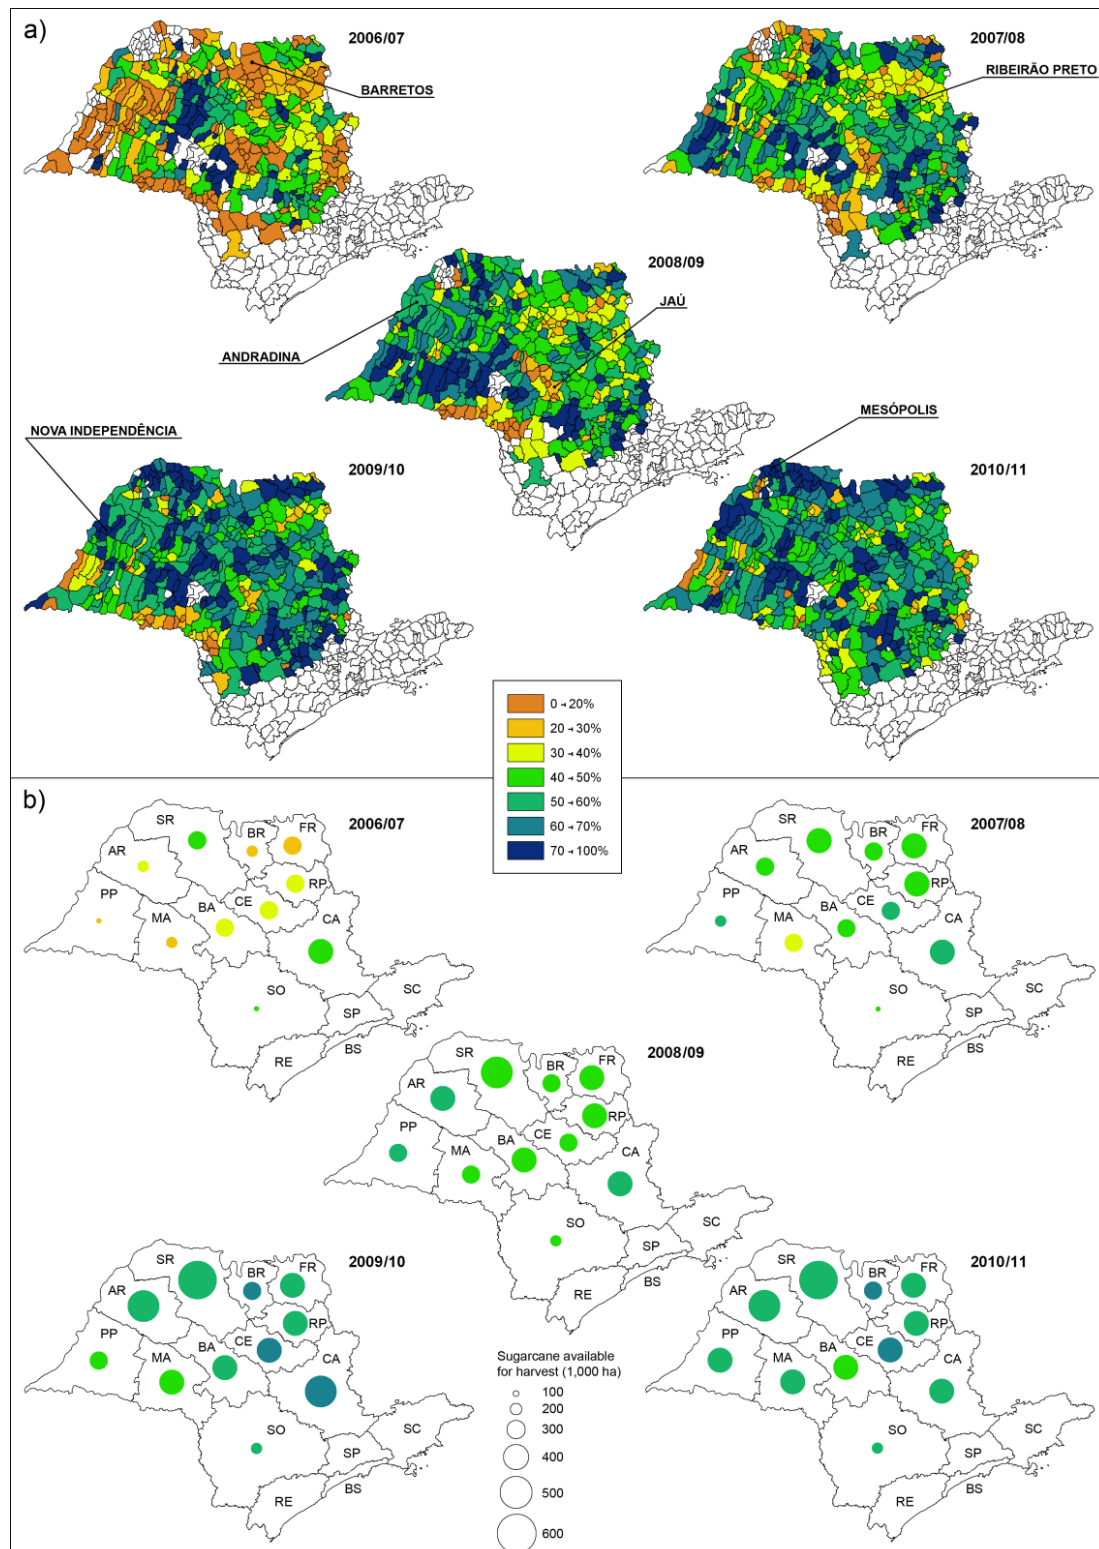 a)
2006/07
BARRETOS
2007/08
RIBEIRÃO PRETO
2008/09
JAÚ
ANDRADINA
NOVA INDEPENDÊNCIA
2009/10
MESÓPOLIS
2010/11
0 ⊣ 20%
20 ⊣ 30%
30 ⊣ 40%
40 ⊣ 50%
50 ⊣ 60%
60 ⊣ 70%
70 ⊣ 100%
b)
2006/07
SR
BR
FR
AR
RP
PP
MA
BA
CE
CA
SO
SC
SP
RE
BS
2007/08
SR
BR
FR
AR
RP
PP
MA
BA
CE
CA
SO
SC
SP
RE
BS
2008/09
SR
BR
FR
AR
RP
PP
MA
BA
CE
CA
SO
SC
SP
RE
BS
2009/10
SR
BR
FR
AR
RP
PP
MA
BA
CE
CA
SO
SC
SP
RE
BS
Sugarcane available
for harvest (1,000 ha)
100
200
300
400
500
600
2010/11
SR
BR
FR
AR
RP
PP
MA
BA
CE
CA
SO
SC
SP
RE
BS